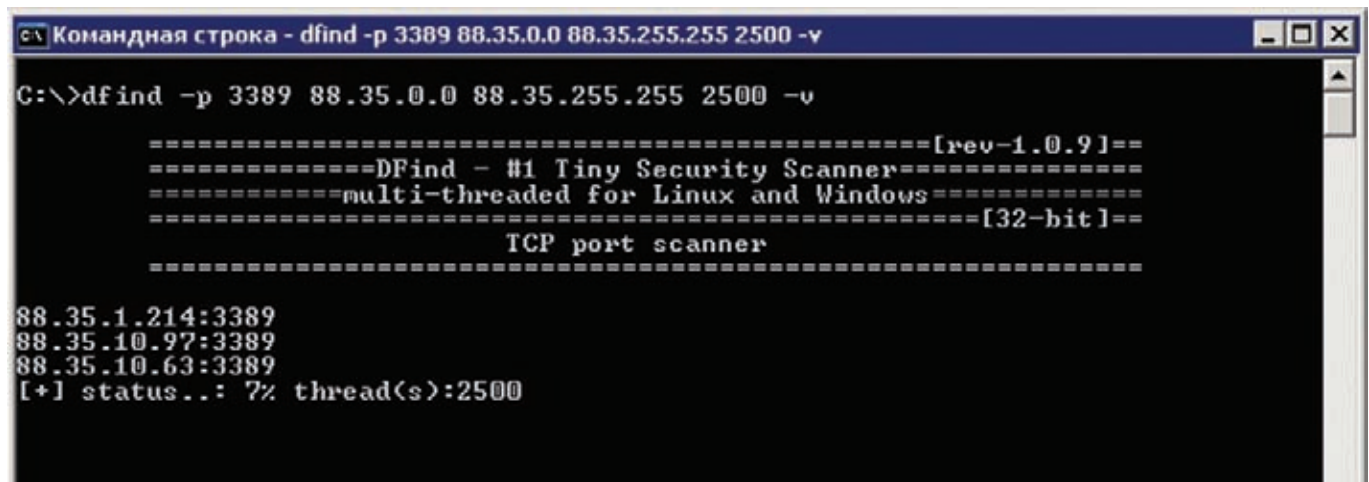 Командная строка - dfind -p 3389 88.35.0.0 88.35.255.255 2500 -v
C:\>dfind -p 3389 88.35.0.0 88.35.255.255 2500 -v
================================================[rev-1.0.9]==
==============DFind - #1 Tiny Security Scanner===============
============multi-threaded for Linux and Windows=============
===================================================[32-bit]==
TCP port scanner
=============================================================
88.35.1.214:3389
88.35.10.97:3389
88.35.10.63:3389
[+] status..: 7% thread(s):2500